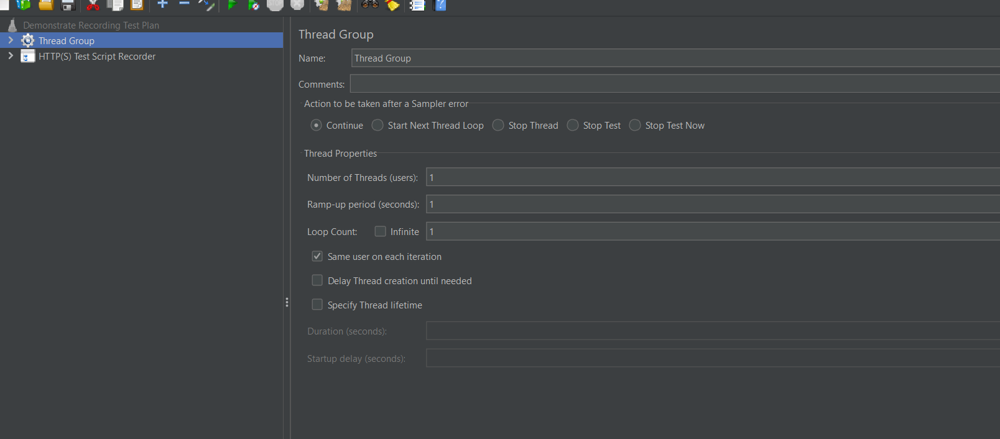 STOP
?
Demonstrate Recording Test Plan
Thread Group
HTTP(S) Test Script Recorder
Thread Group
Name: Thread Group
Comments:
Action to be taken after a Sampler error
Continue Start Next Thread Loop Stop Thread Stop Test Stop Test Now
Thread Properties
Number of Threads (users): 1
Ramp-up period (seconds): 1
Loop Count: Infinite 1
Same user on each iteration
Delay Thread creation until needed
Specify Thread lifetime
Duration (seconds):
Startup delay (seconds):